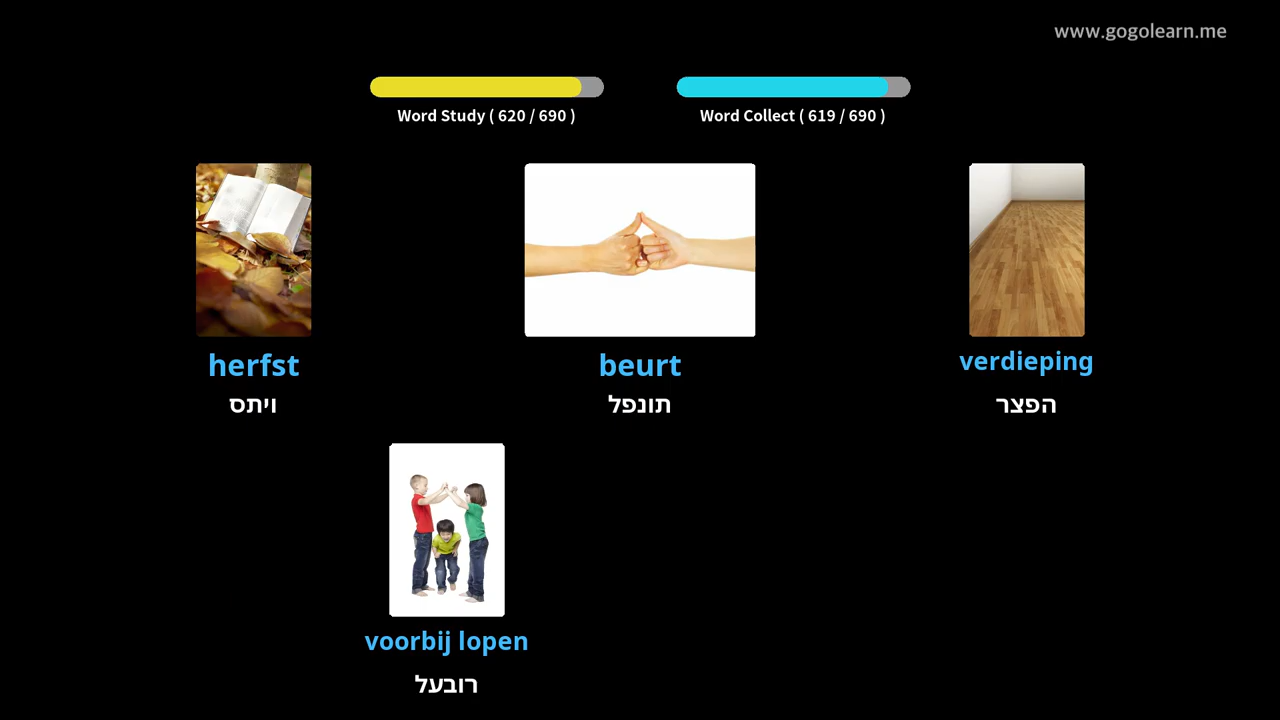 www.gogolearn.me
Word Study ( 620 / 690 )
Word Collect ( 619 / 690 )
herfst
ויתס
beurt
תונפל
verdieping
הפצר
voorbij lopen
רובעל